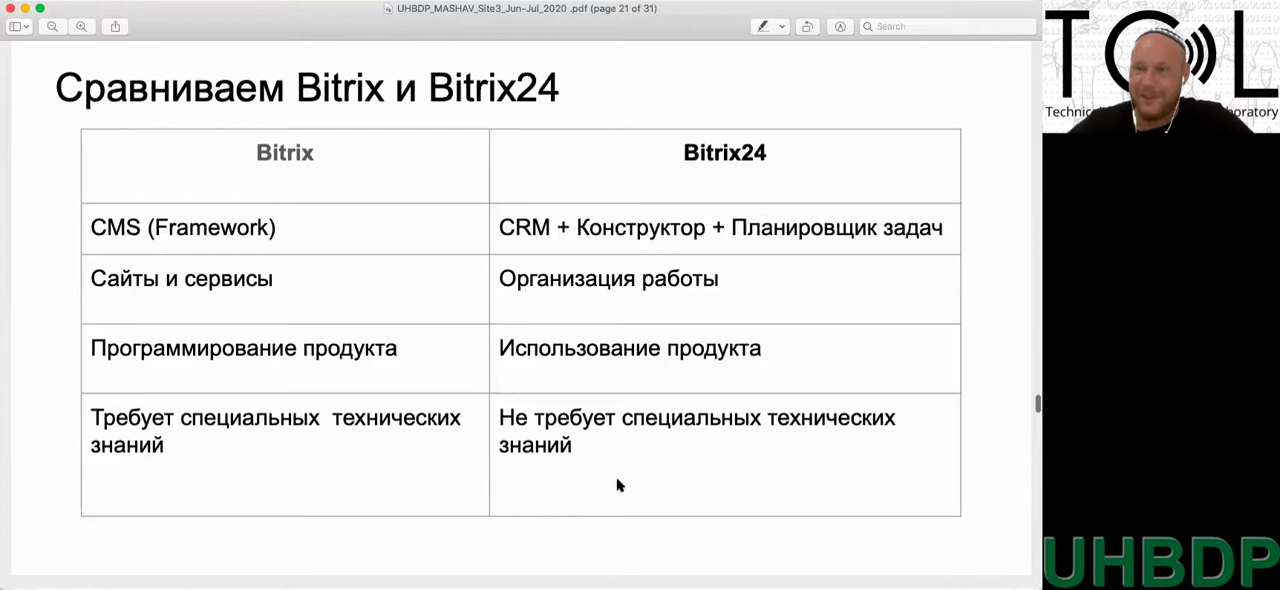 UHBDP_MASHAV_Site3_Jun-Jul_2020 .pdf (page 21 of 31)
Search
Сравниваем Bitrix и Bitrix24
Bitrix
Bitrix24
CMS (Framework)
CRM + Конструктор + Планировщик задач
Сайты и сервисы
Организация работы
Программирование продукта
Использование продукта
Требует специальных технических
знаний
Не требует специальных технических
знаний
UHBDP